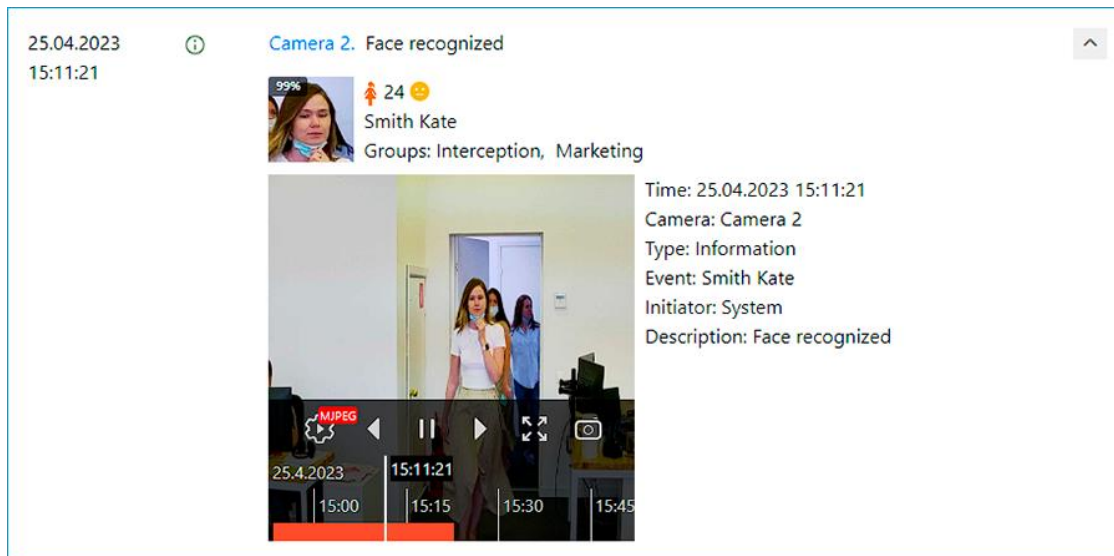 25.04.2023
15:11:21
Camera 2. Face recognized
99%
24
Smith Kate
Groups: Interception, Marketing
Time: 25.04.2023 15:11:21
Camera: Camera 2
Type: Information
Event: Smith Kate
Initiator: System
Description: Face recognized
MJPEG
25.4.2023 15:11:21
15:00 15:15 15:30 15:45